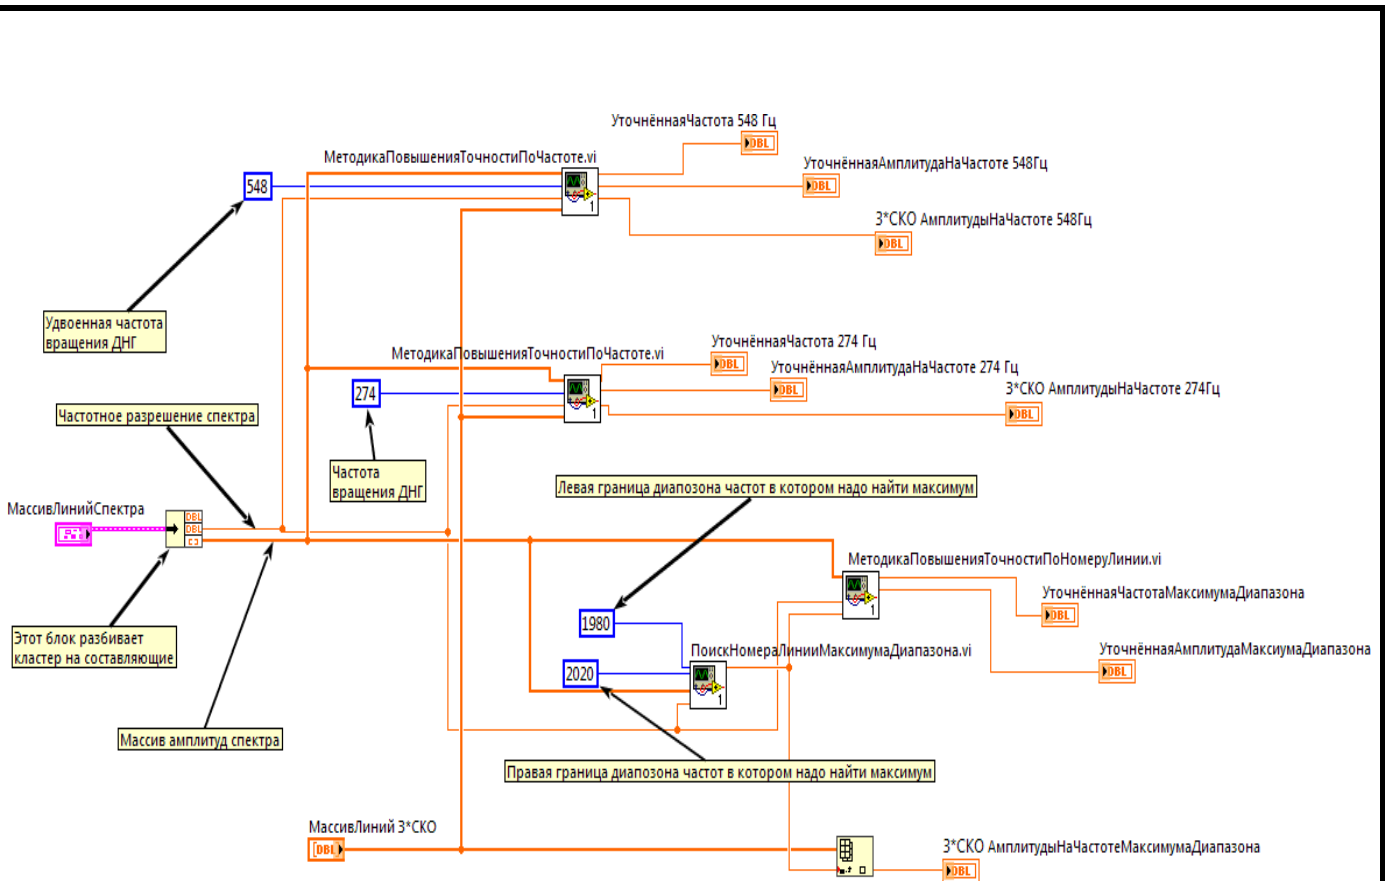 УточнённаяЧастота 548 Гц
DBL
МетодикаПовышенияТочностиПоЧастоте.vi
УточнённаяАмплитудаНаЧастоте 548Гц
548
DBL
1
3*СКО АмплитудыНаЧастоте 548Гц
DBL
Удвоенная частота
вращения ДНГ
УточнённаяЧастота 274 Гц
МетодикаПовышенияТочностиПоЧастоте.vi
DBL
УточнённаяАмплитудаНаЧастоте 274 Гц
274
DBL
3*СКО АмплитудыНаЧастоте 274Гц
1
DBL
Частотное разрешение спектра
Частота
вращения ДНГ
Левая граница диапозона частот в котором надо найти максимум
МассивЛинийСпектра
DBL
DBL
МетодикаПовышенияТочностиПоНомеруЛинии.vi
1
УточнённаяЧастотаМаксимумаДиапазона
DBL
1980
Этот блок разбивает
кластер на составляющие
ПоискНомераЛинииМаксимумаДиапазона.vi
УточнённаяАмплитудаМаксиумаДиапазона
2020
DBL
1
Массив амплитуд спектра
Правая граница диапозона частот в котором надо найти максимум
МассивЛиний 3*СКО
[DBL
3*СКО АмплитудыНаЧастотеМаксимумаДиапазона
DBL